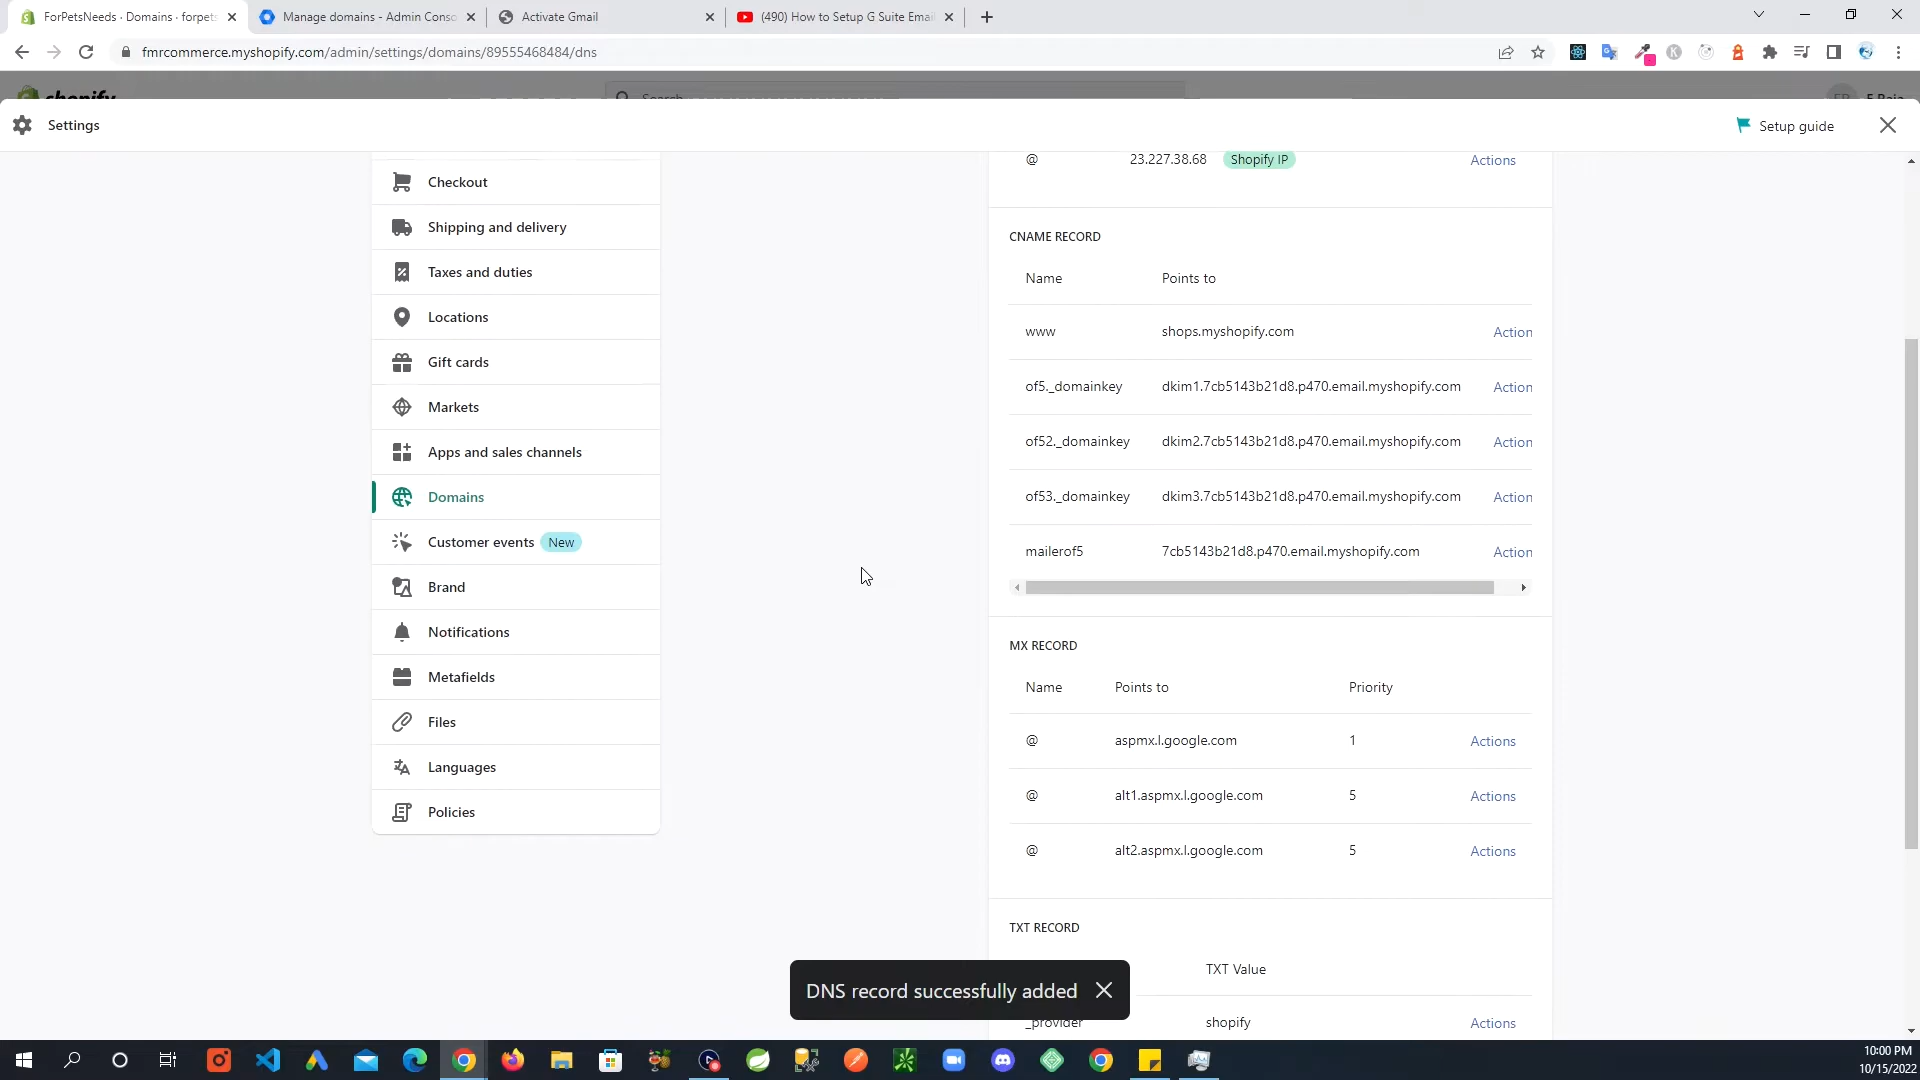 ForPetsNeeds · Domains · forpets
Manage domains - Admin Conso
Activate Gmail
(490) How to Setup G Suite Email
fmrcommerce.myshopify.com/admin/settings/domains/89555468484/dns
shopify
Search
Settings
Setup guide
Checkout
Shipping and delivery
Taxes and duties
Locations
Gift cards
Markets
Apps and sales channels
Domains
Customer events New
Brand
Notifications
Metafields
Files
Languages
Policies
@ 23.227.38.68 Shopify IP Actions
CNAME RECORD
Name Points to
www shops.myshopify.com Action
of5._domainkey dkim1.7cb5143b21d8.p470.email.myshopify.com Action
of52._domainkey dkim2.7cb5143b21d8.p470.email.myshopify.com Action
of53._domainkey dkim3.7cb5143b21d8.p470.email.myshopify.com Action
mailerof5 7cb5143b21d8.p470.email.myshopify.com Action
MX RECORD
Name Points to Priority
@ aspmx.l.google.com 1 Actions
@ alt1.aspmx.l.google.com 5 Actions
@ alt2.aspmx.l.google.com 5 Actions
TXT RECORD
TXT Value
_provider shopify Actions
DNS record successfully added
10:00 PM
10/15/2022